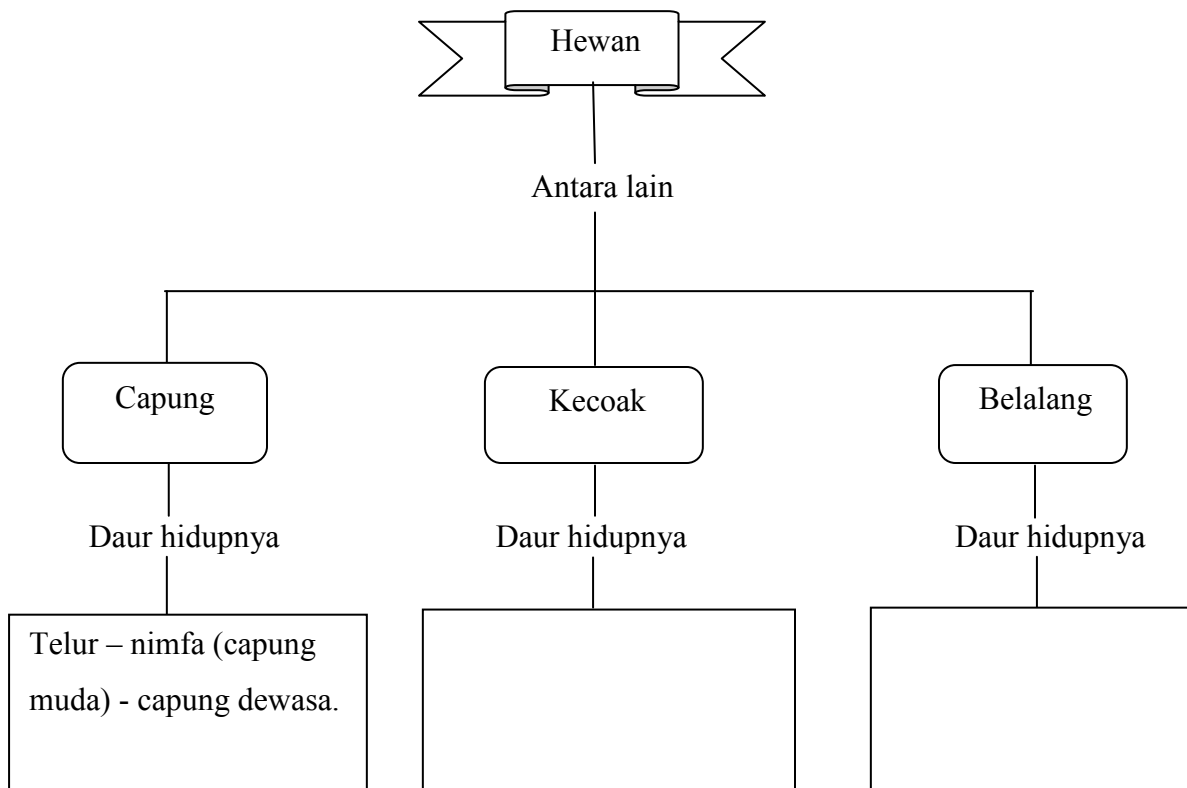 Hewan
Antara lain
Capung
Kecoak
Belalang
Daur hidupnya
Daur hidupnya
Daur hidupnya
Telur – nimfa (capung
muda) - capung dewasa.